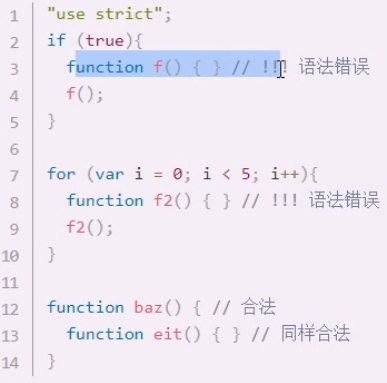 1 "use strict";
2 if (true){
3   function f() { } // !!! 语法错误
4   f();
5 }
6
7 for (var i = 0; i < 5; i++){
8   function f2() { } // !!! 语法错误
9   f2();
10 }
11
12 function baz() { // 合法
13   function eit() { } // 同样合法
14 }